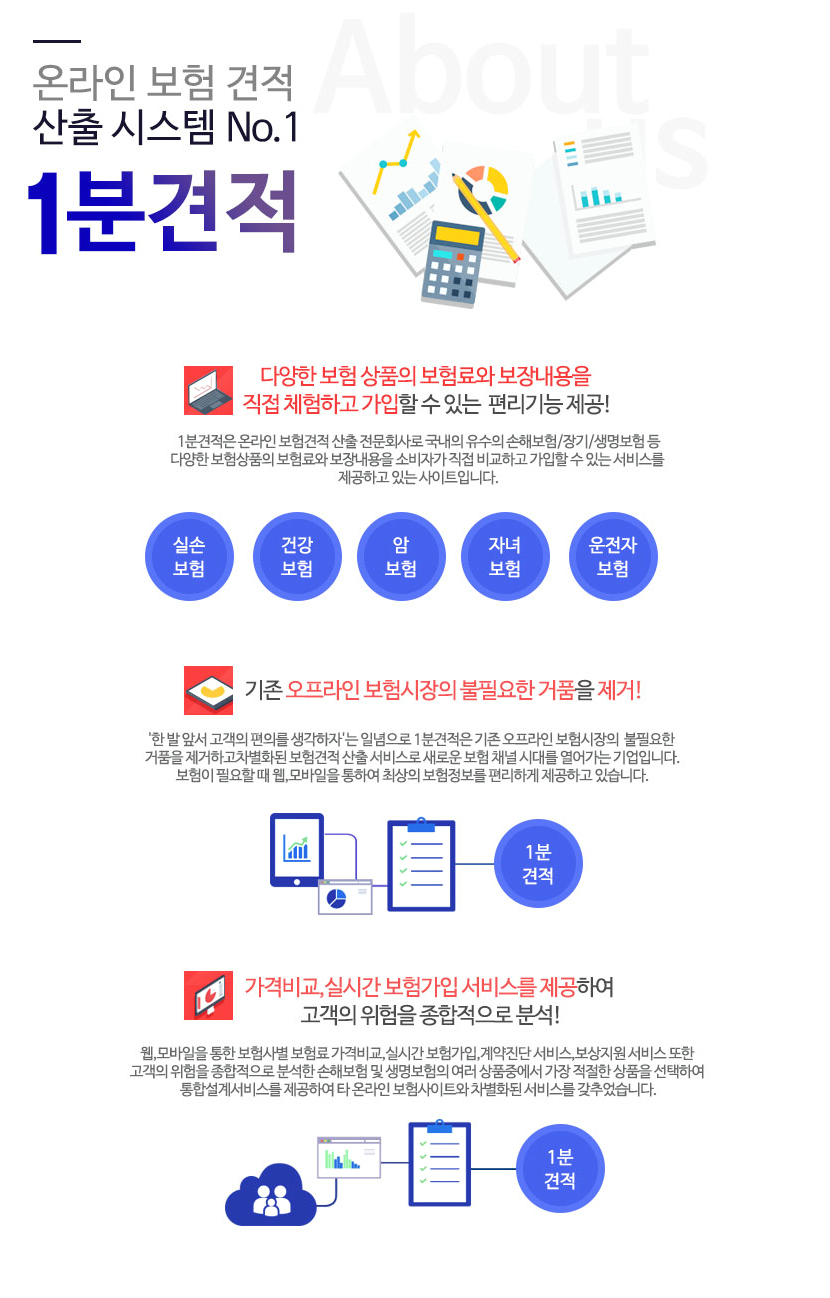 About
us
온라인 보험 견적
산출 시스템 No.1
1분견적
다양한 보험 상품의 보험료와 보장내용을
직접 체험하고 가입할 수 있는 편리기능 제공!
1분견적은 온라인 보험견적 산출 전문회사로 국내의 유수의 손해보험/장기/생명보험 등
다양한 보험상품의 보험료와 보장내용을 소비자가 직접 비교하고 가입할 수 있는 서비스를
제공하고 있는 사이트입니다.
실손
보험
건강
보험
암
보험
자녀
보험
운전자
보험
기존 오프라인 보험시장의 불필요한 거품을 제거!
'한 발 앞서 고객의 편의를 생각하자'는 일념으로 1분견적은 기존 오프라인 보험시장의 불필요한
거품을 제거하고차별화된 보험견적 산출 서비스로 새로운 보험 채널 시대를 열어가는 기업입니다.
보험이 필요할 때 웹,모바일을 통하여 최상의 보험정보를 편리하게 제공하고 있습니다.
1분
견적
가격비교,실시간 보험가입 서비스를 제공하여
고객의 위험을 종합적으로 분석!
웹,모바일을 통한 보험사별 보험료 가격비교,실시간 보험가입,계약진단 서비스,보상지원 서비스 또한
고객의 위험을 종합적으로 분석한 손해보험 및 생명보험의 여러 상품중에서 가장 적절한 상품을 선택하여
통합설계서비스를 제공하여 타 온라인 보험사이트와 차별화된 서비스를 갖추었습니다.
1분
견적